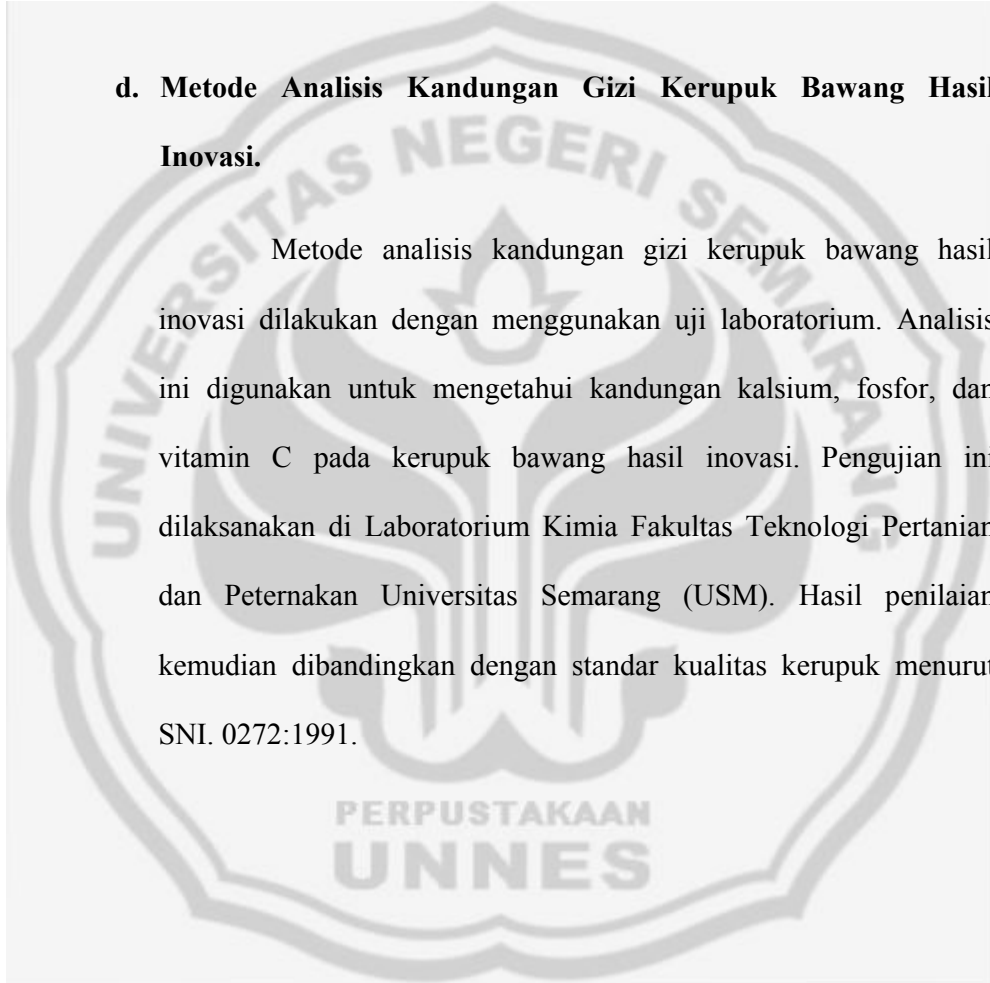 d. Metode Analisis Kandungan Gizi Kerupuk Bawang Hasil
Inovasi.
Metode analisis kandungan gizi kerupuk bawang hasil
inovasi dilakukan dengan menggunakan uji laboratorium. Analisis
ini digunakan untuk mengetahui kandungan kalsium, fosfor, dan
vitamin C pada kerupuk bawang hasil inovasi. Pengujian ini
dilaksanakan di Laboratorium Kimia Fakultas Teknologi Pertanian
dan Peternakan Universitas Semarang (USM). Hasil penilaian
kemudian dibandingkan dengan standar kualitas kerupuk menurut
SNI. 0272:1991.
UNIVERSITAS NEGERI SEMARANG
PERPUSTAKAAN
UNNES